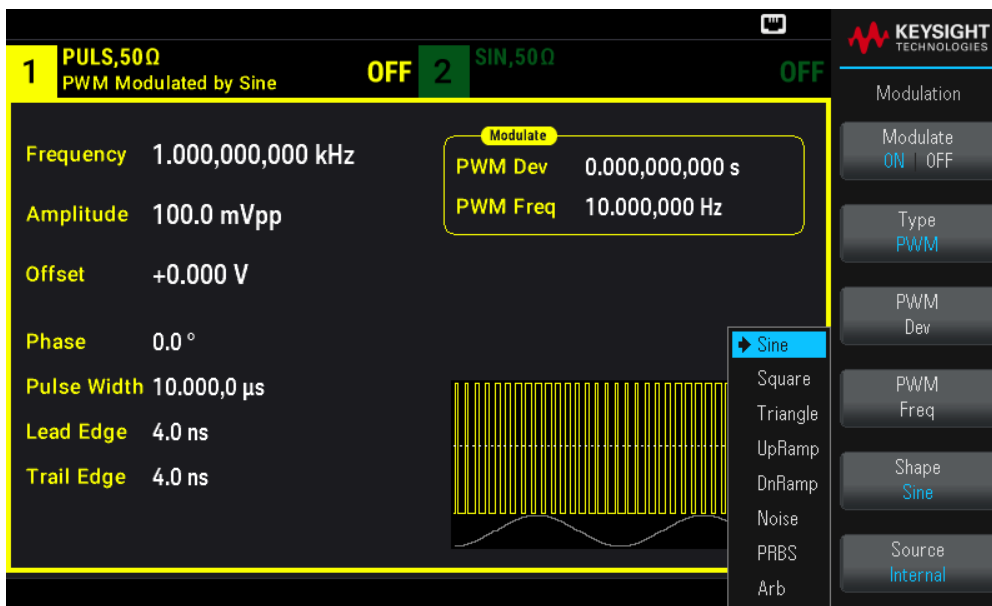 KEYSIGHT
TECHNOLOGIES
1 PULS,50Ω
PWM Modulated by Sine
OFF
2 SIN,50Ω
OFF
Frequency 1.000,000,000 kHz
Amplitude 100.0 mVpp
Offset +0.000 V
Phase 0.0 °
Pulse Width 10.000,0 µs
Lead Edge 4.0 ns
Trail Edge 4.0 ns
Modulate
PWM Dev 0.000,000,000 s
PWM Freq 10.000,000 Hz
Sine
Square
Triangle
UpRamp
DnRamp
Noise
PRBS
Arb
Modulation
Modulate
ON | OFF
Type
PWM
PWM
Dev
PWM
Freq
Shape
Sine
Source
Internal